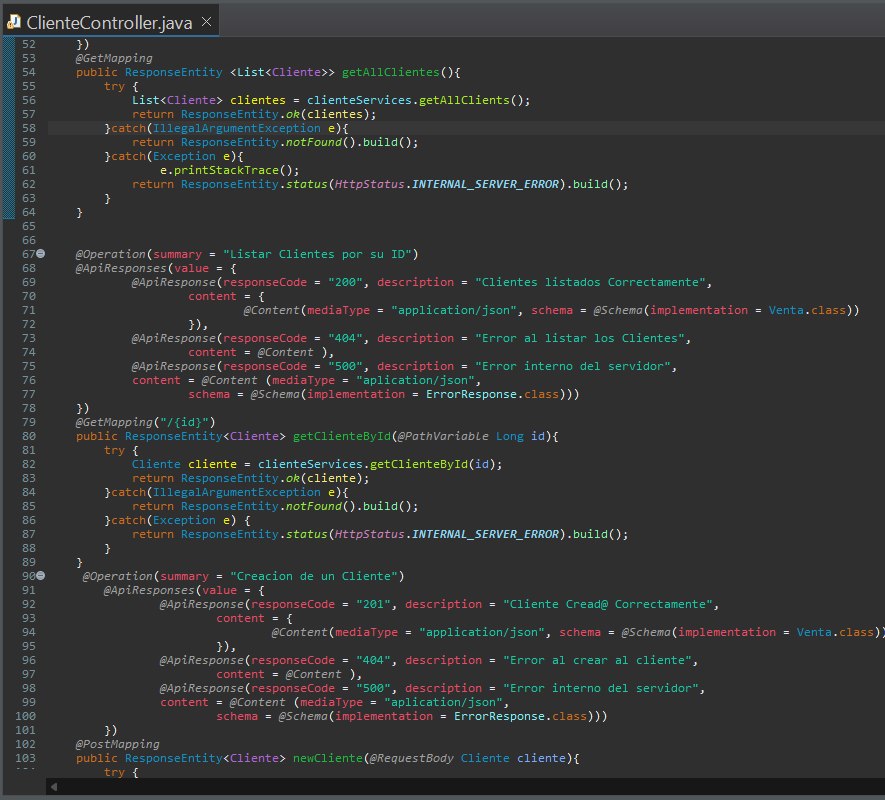 ClienteController.java
52 })
53 @GetMapping
54 public ResponseEntity <List<Cliente>> getAllClientes(){
55 try {
56 List<Cliente> clientes = clienteServices.getAllClients();
57 return ResponseEntity.ok(clientes);
58 }catch(IllegalArgumentException e){
59 return ResponseEntity.notFound().build();
60 }catch(Exception e){
61 e.printStackTrace();
62 return ResponseEntity.status(HttpStatus.INTERNAL_SERVER_ERROR).build();
63 }
64 }
65
66
67 @Operation(summary = "Listar Clientes por su ID")
68 @ApiResponses(value = {
69 @ApiResponse(responseCode = "200", description = "Clientes listados Correctamente",
70 content = {
71 @Content(mediaType = "application/json", schema = @Schema(implementation = Venta.class))
72 }),
73 @ApiResponse(responseCode = "404", description = "Error al listar los Clientes",
74 content = @Content ),
75 @ApiResponse(responseCode = "500", description = "Error interno del servidor",
76 content = @Content (mediaType = "aplication/json",
77 schema = @Schema(implementation = ErrorResponse.class)))
78 })
79 @GetMapping("/{id}")
80 public ResponseEntity<Cliente> getClienteById(@PathVariable Long id){
81 try {
82 Cliente cliente = clienteServices.getClienteById(id);
83 return ResponseEntity.ok(cliente);
84 }catch(IllegalArgumentException e){
85 return ResponseEntity.notFound().build();
86 }catch(Exception e) {
87 return ResponseEntity.status(HttpStatus.INTERNAL_SERVER_ERROR).build();
88 }
89 }
90 @Operation(summary = "Creacion de un Cliente")
91 @ApiResponses(value = {
92 @ApiResponse(responseCode = "201", description = "Cliente Cread@ Correctamente",
93 content = {
94 @Content(mediaType = "application/json", schema = @Schema(implementation = Venta.class))
95 }),
96 @ApiResponse(responseCode = "404", description = "Error al crear al cliente",
97 content = @Content ),
98 @ApiResponse(responseCode = "500", description = "Error interno del servidor",
99 content = @Content (mediaType = "aplication/json",
100 schema = @Schema(implementation = ErrorResponse.class)))
101 })
102 @PostMapping
103 public ResponseEntity<Cliente> newCliente(@RequestBody Cliente cliente){
try {